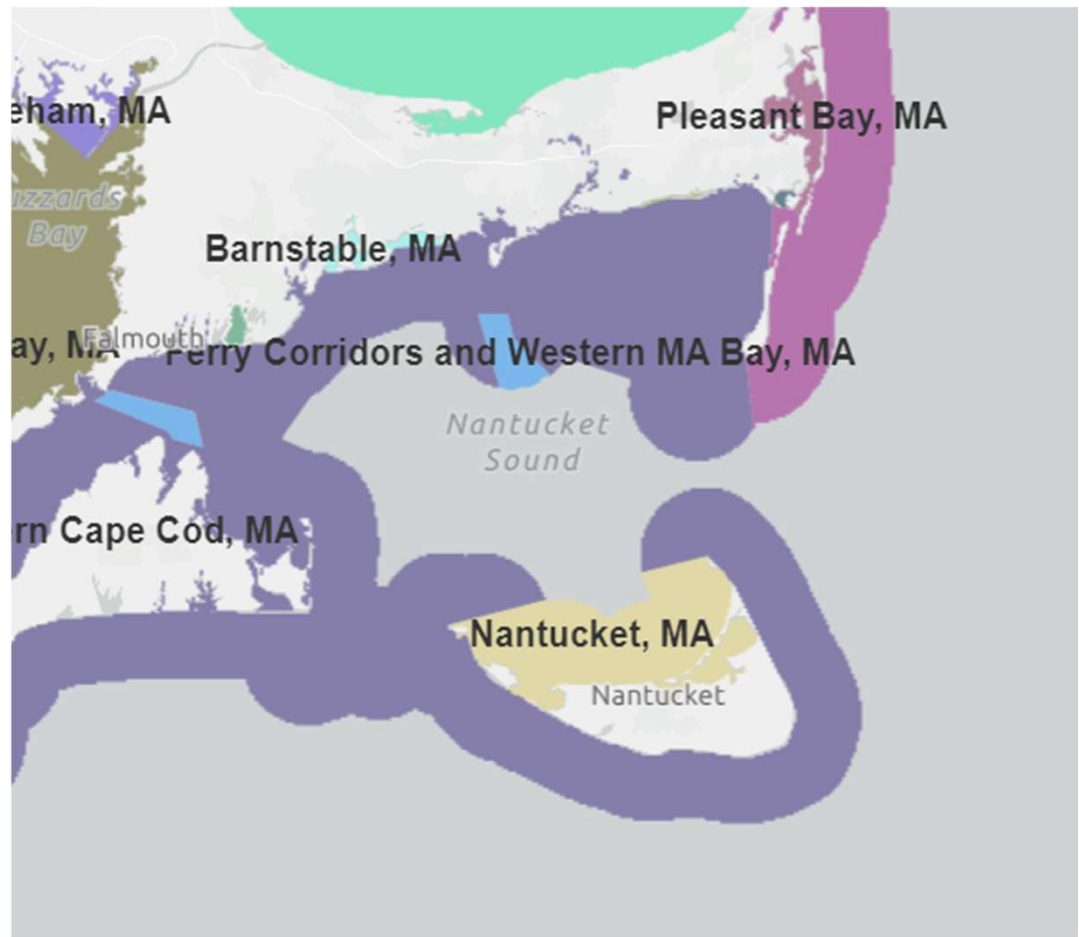 eham, MA
Pleasant Bay, MA
uzzards
Bay
Barnstable, MA
ay, MA
Falmouth
Ferry Corridors and Western MA Bay, MA
Nantucket
Sound
rn Cape Cod, MA
Nantucket, MA
Nantucket